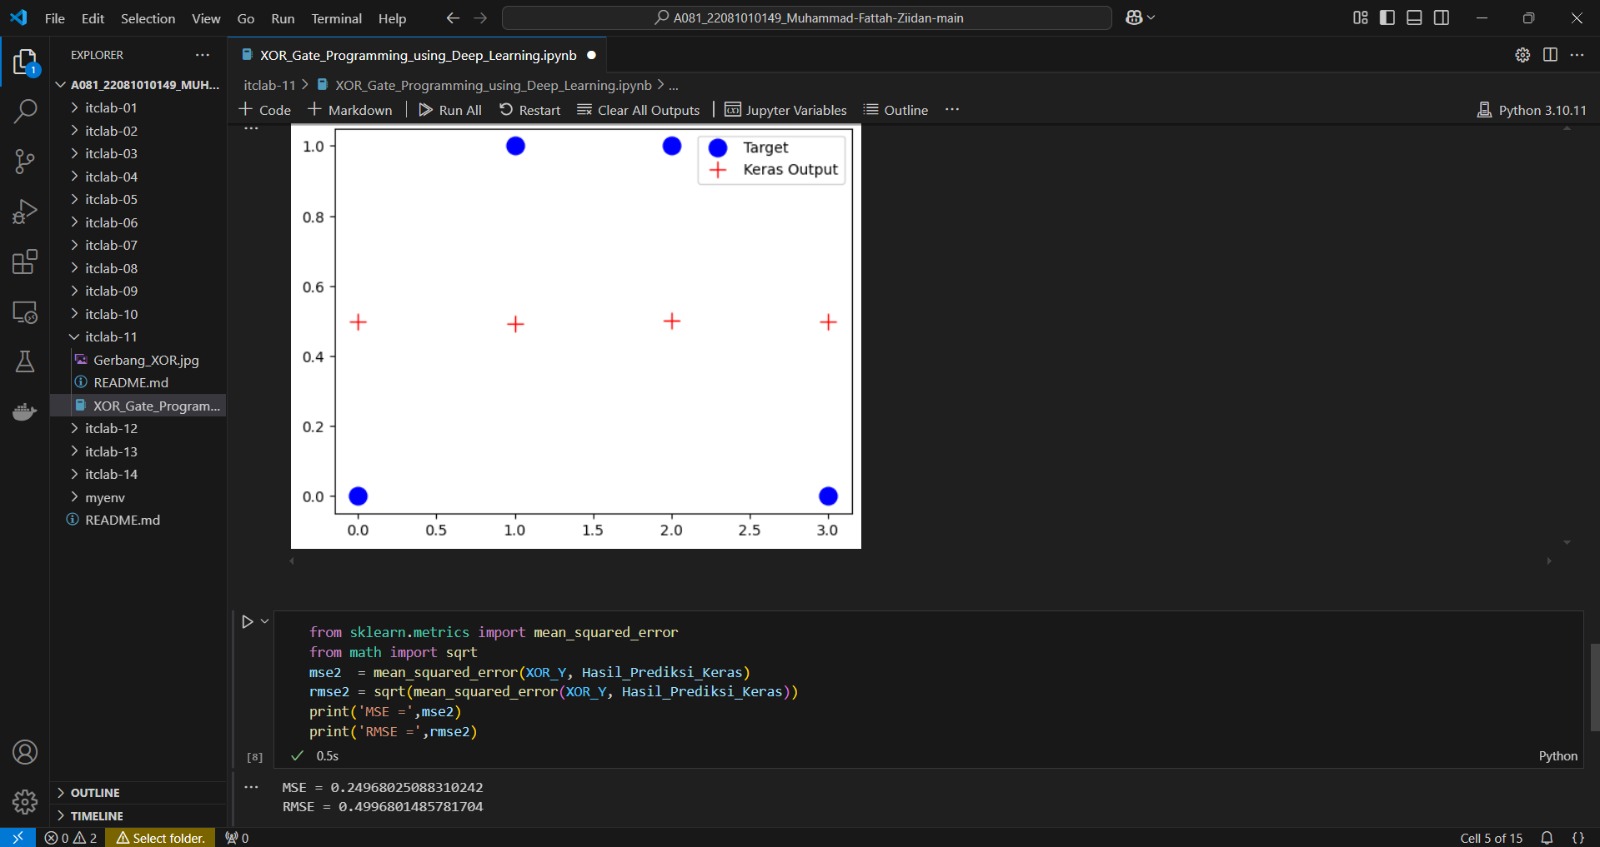 File Edit Selection View Go Run Terminal Help
A081_22081010149_Muhammad-Fattah-Ziidan-main
EXPLORER
1
A081_22081010149_MUH...
itclab-01
itclab-02
itclab-03
itclab-04
itclab-05
itclab-06
itclab-07
itclab-08
itclab-09
itclab-10
itclab-11
Gerbang_XOR.jpg
README.md
XOR_Gate_Program...
itclab-12
itclab-13
itclab-14
myenv
README.md
OUTLINE
TIMELINE
XOR_Gate_Programming_using_Deep_Learning.ipynb
itclab-11 > XOR_Gate_Programming_using_Deep_Learning.ipynb > ...
+ Code + Markdown Run All Restart Clear All Outputs Jupyter Variables Outline ... Python 3.10.11
Target
Keras Output
1.0
0.8
0.6
0.4
0.2
0.0
0.0 0.5 1.0 1.5 2.0 2.5 3.0
from sklearn.metrics import mean_squared_error
from math import sqrt
mse2  = mean_squared_error(XOR_Y, Hasil_Prediksi_Keras)
rmse2 = sqrt(mean_squared_error(XOR_Y, Hasil_Prediksi_Keras))
print('MSE =',mse2)
print('RMSE =',rmse2)
[8] 0.5s Python
MSE = 0.24968025088310242
RMSE = 0.4996801485781704
0 2 Select folder. 0 Cell 5 of 15 {}